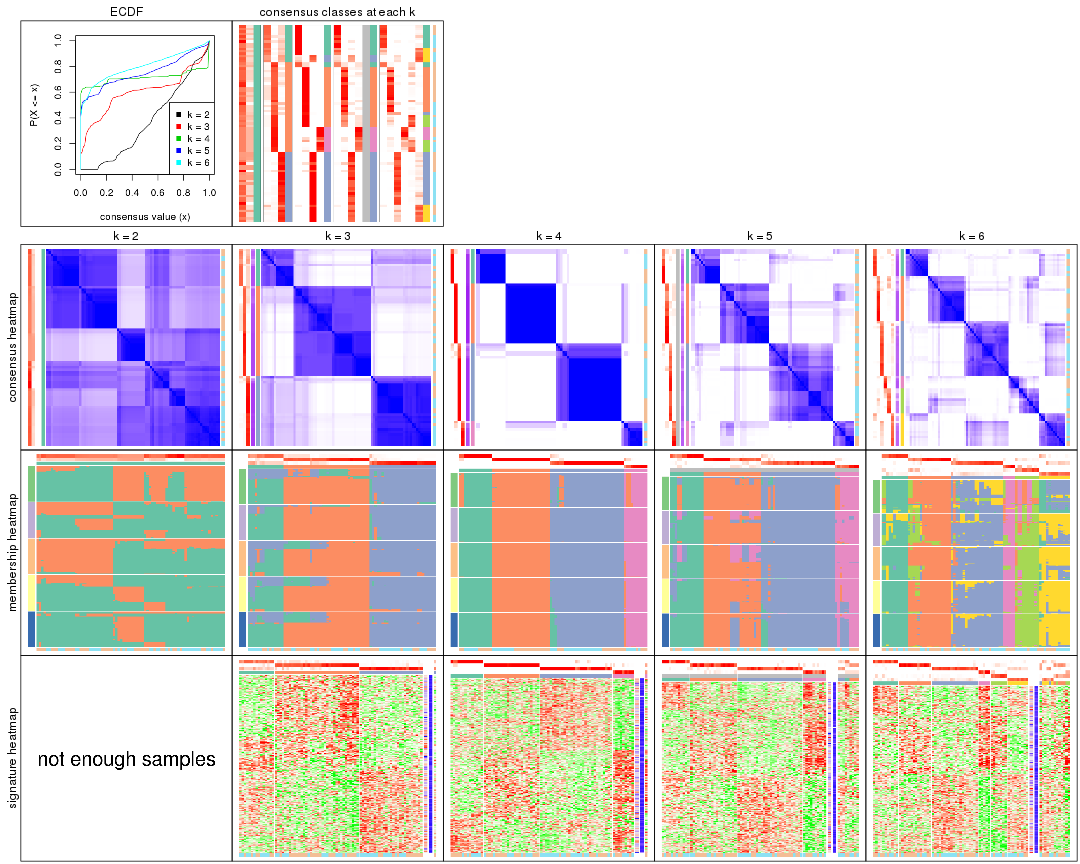 ECDF
consensus classes at each k
P(X <= x)
0.0 0.2 0.4 0.6 0.8 1.0
k = 2
k = 3
k = 4
k = 5
k = 6
0.0 0.2 0.4 0.6 0.8 1.0
consensus value (x)
k = 2 k = 3 k = 4 k = 5 k = 6
consensus heatmap
membership heatmap
signature heatmap
not enough samples